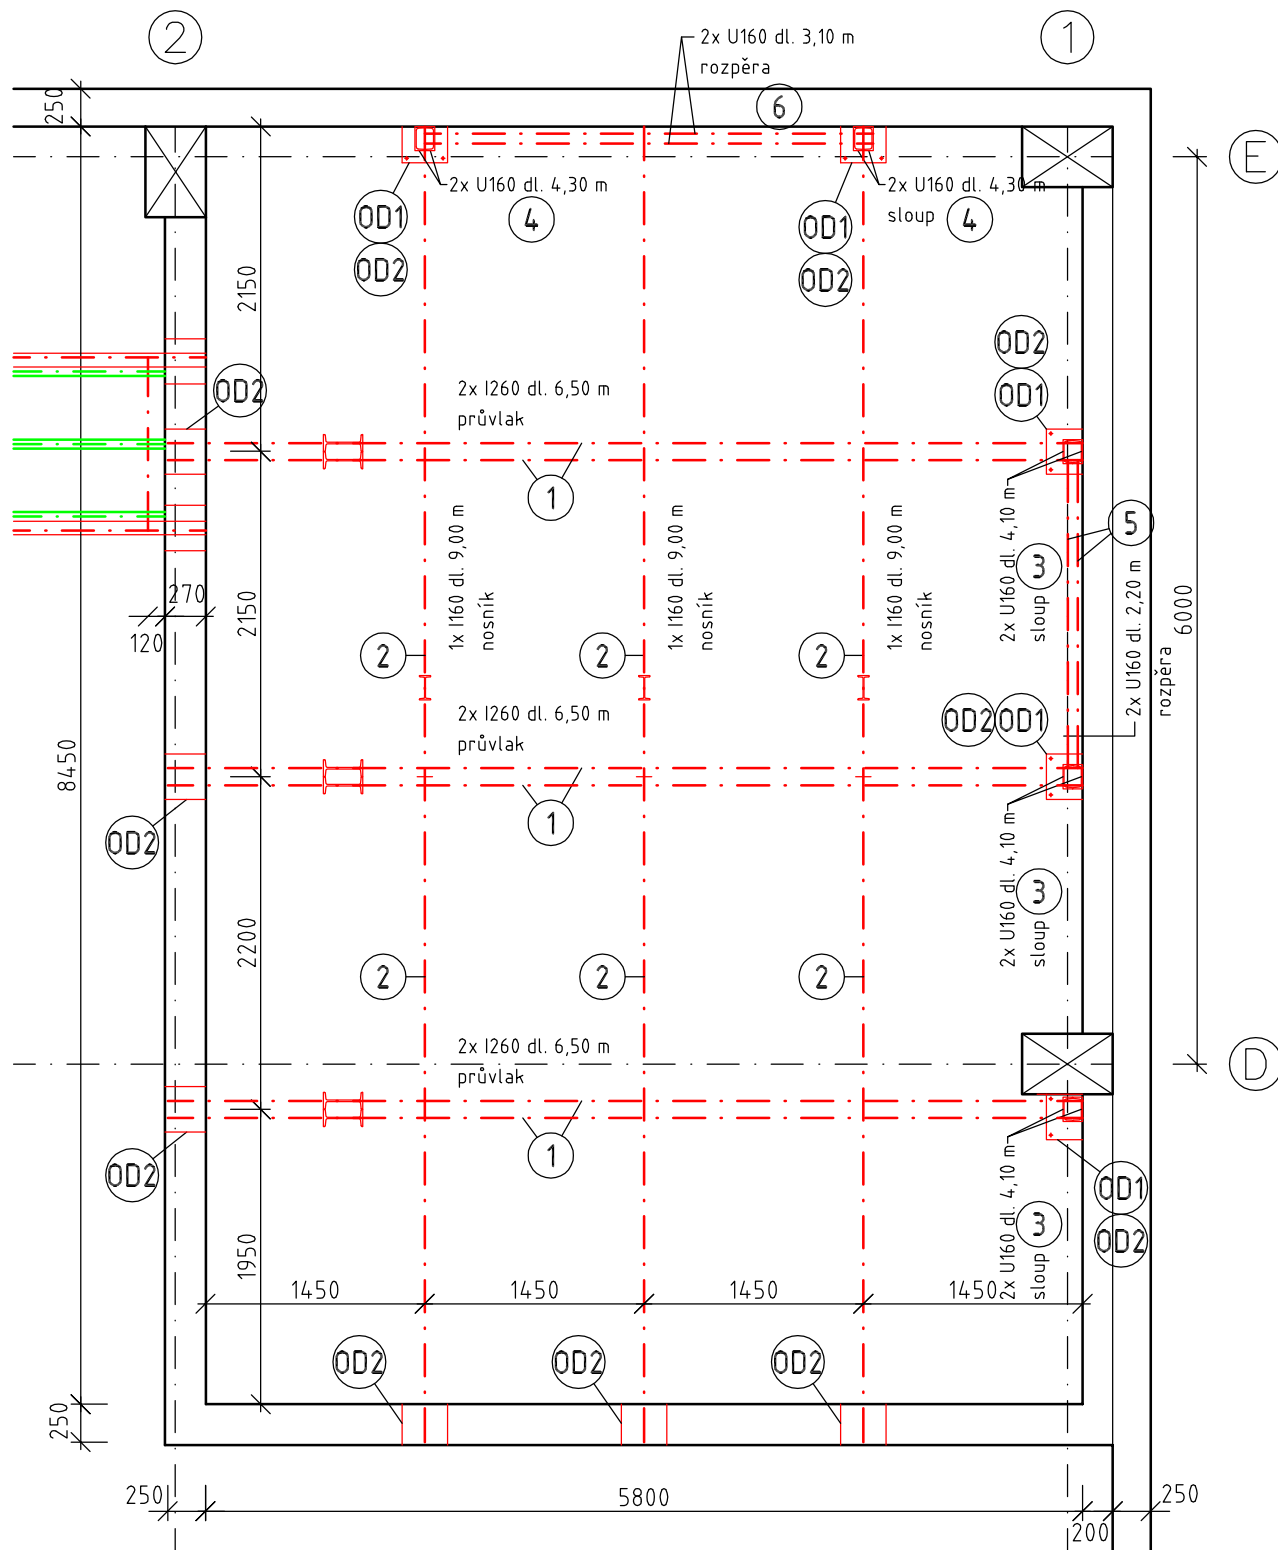 2
1
2x U160 dl. 3,10 m
rozpěra
6
250
E
2x U160 dl. 4,30 m
4
OD1
OD2
2x U160 dl. 4,30 m
sloup
4
OD1
OD2
2150
OD2
OD1
OD2
2x I260 dl. 6,50 m
průvlak
1
1x I160 dl. 9,00 m
nosník
1x I160 dl. 9,00 m
nosník
1x I160 dl. 9,00 m
nosník
2x U160 dl. 4,10 m
sloup
3
5
6000
270
120
2150
2
2
2
2x U160 dl. 2,20 m
rozpěra
2x I260 dl. 6,50 m
průvlak
OD2
OD1
8450
1
OD2
2x U160 dl. 4,10 m
sloup
3
2200
2
2
2
2x I260 dl. 6,50 m
průvlak
D
1
OD2
2x U160 dl. 4,10 m
sloup
3
OD1
OD2
1950
1450
1450
1450
1450
OD2
OD2
OD2
250
250
5800
200
250